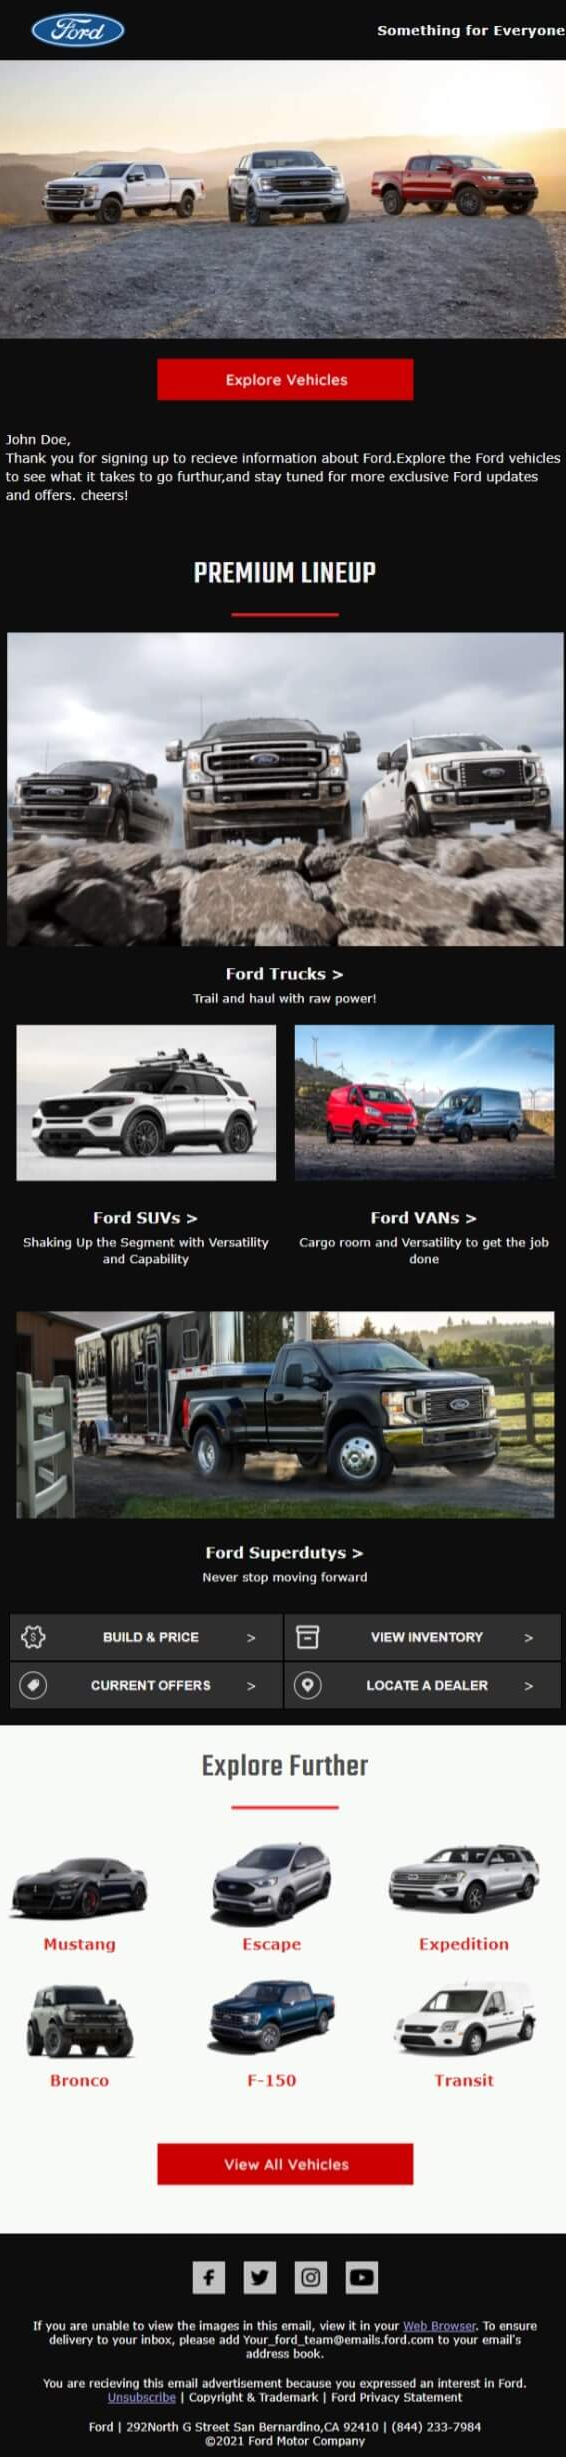 Ford
Something for Everyone
Explore Vehicles
John Doe,
Thank you for signing up to recieve information about Ford.Explore the Ford vehicles
to see what it takes to go furthur,and stay tuned for more exclusive Ford updates
and offers. cheers!
PREMIUM LINEUP
Ford
Ford
Ford
Ford Trucks >
Trail and haul with raw power!
Ford SUVs >
Ford VANs >
Shaking Up the Segment with Versatility
and Capability
Cargo room and Versatility to get the job
done
Ford
Ford Superdutys >
Never stop moving forward
BUILD & PRICE >
VIEW INVENTORY >
CURRENT OFFERS >
LOCATE A DEALER >
Explore Further
Mustang
Escape
Expedition
Bronco
F-150
Transit
View All Vehicles
If you are unable to view the images in this email, view it in your Web Browser. To ensure
delivery to your inbox, please add Your_ford_team@emails.ford.com to your email's
address book.
You are recieving this email advertisement because you expressed an interest in Ford.
Unsubscribe | Copyright & Trademark | Ford Privacy Statement
Ford | 292North G Street San Bernardino,CA 92410 | (844) 233-7984
©2021 Ford Motor Company